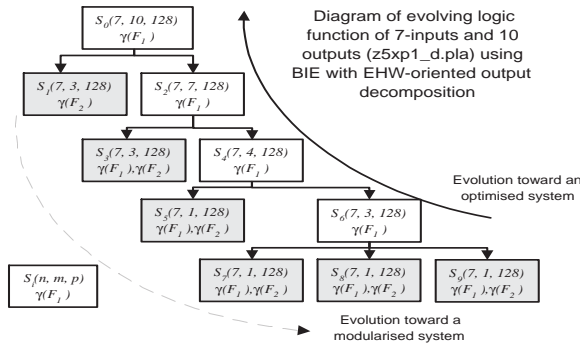 S0(7, 10, 128)
γ(F1)
Diagram of evolving logic
function of 7-inputs and 10
outputs (z5xp1_d.pla) using
BIE with EHW-oriented output
decomposition
S1(7, 3, 128)
γ(F2)
S2(7, 7, 128)
γ(F1)
S3(7, 3, 128)
γ(F1),γ(F2)
S4(7, 4, 128)
γ(F1)
Evolution toward an
optimised system
S5(7, 1, 128)
γ(F1),γ(F2)
S6(7, 3, 128)
γ(F1)
Si(n, m, p)
γ(F1)
S7(7, 1, 128)
γ(F1),γ(F2)
S8(7, 1, 128)
γ(F1),γ(F2)
S9(7, 1, 128)
γ(F1),γ(F2)
Evolution toward a
modularised system